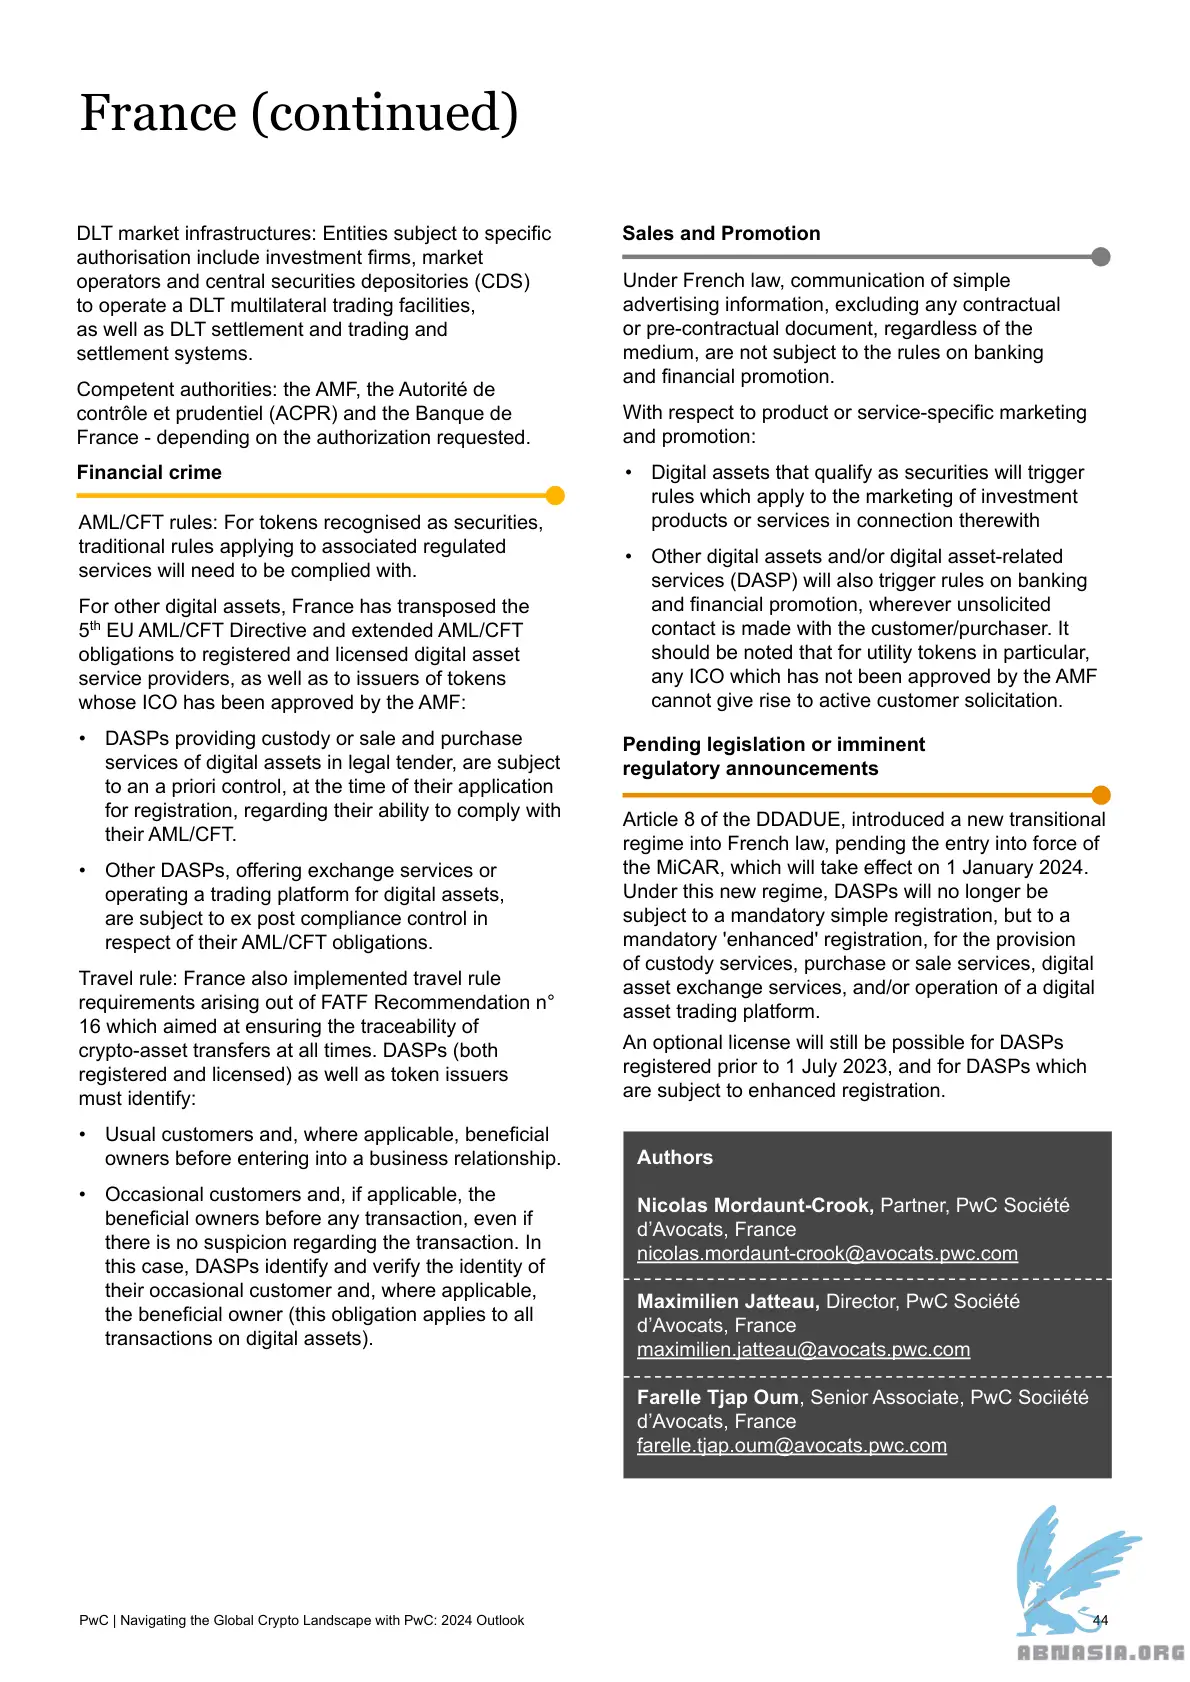 France (continued)
DLT market infrastructures: Entities subject to specific
authorisation include investment firms, market
operators and central securities depositories (CDS)
to operate a DLT multilateral trading facilities,
as well as DLT settlement and trading and
settlement systems.
Competent authorities: the AMF, the Autorité de
contrôle et prudentiel (ACPR) and the Banque de
France - depending on the authorization requested.
Financial crime
AML/CFT rules: For tokens recognised as securities,
traditional rules applying to associated regulated
services will need to be complied with.
For other digital assets, France has transposed the
5th EU AML/CFT Directive and extended AML/CFT
obligations to registered and licensed digital asset
service providers, as well as to issuers of tokens
whose ICO has been approved by the AMF:
• DASPs providing custody or sale and purchase
services of digital assets in legal tender, are subject
to an a priori control, at the time of their application
for registration, regarding their ability to comply with
their AML/CFT.
• Other DASPs, offering exchange services or
operating a trading platform for digital assets,
are subject to ex post compliance control in
respect of their AML/CFT obligations.
Travel rule: France also implemented travel rule
requirements arising out of FATF Recommendation n°
16 which aimed at ensuring the traceability of
crypto-asset transfers at all times. DASPs (both
registered and licensed) as well as token issuers
must identify:
• Usual customers and, where applicable, beneficial
owners before entering into a business relationship.
• Occasional customers and, if applicable, the
beneficial owners before any transaction, even if
there is no suspicion regarding the transaction. In
this case, DASPs identify and verify the identity of
their occasional customer and, where applicable,
the beneficial owner (this obligation applies to all
transactions on digital assets).
Sales and Promotion
Under French law, communication of simple
advertising information, excluding any contractual
or pre-contractual document, regardless of the
medium, are not subject to the rules on banking
and financial promotion.
With respect to product or service-specific marketing
and promotion:
• Digital assets that qualify as securities will trigger
rules which apply to the marketing of investment
products or services in connection therewith
• Other digital assets and/or digital asset-related
services (DASP) will also trigger rules on banking
and financial promotion, wherever unsolicited
contact is made with the customer/purchaser. It
should be noted that for utility tokens in particular,
any ICO which has not been approved by the AMF
cannot give rise to active customer solicitation.
Pending legislation or imminent
regulatory announcements
Article 8 of the DDADUE, introduced a new transitional
regime into French law, pending the entry into force of
the MiCAR, which will take effect on 1 January 2024.
Under this new regime, DASPs will no longer be
subject to a mandatory simple registration, but to a
mandatory 'enhanced' registration, for the provision
of custody services, purchase or sale services, digital
asset exchange services, and/or operation of a digital
asset trading platform.
An optional license will still be possible for DASPs
registered prior to 1 July 2023, and for DASPs which
are subject to enhanced registration.
Authors
Nicolas Mordaunt-Crook, Partner, PwC Société
d’Avocats, France
nicolas.mordaunt-crook@avocats.pwc.com
Maximilien Jatteau, Director, PwC Société
d’Avocats, France
maximilien.jatteau@avocats.pwc.com
Farelle Tjap Oum, Senior Associate, PwC Sociiété
d’Avocats, France
farelle.tjap.oum@avocats.pwc.com
PwC | Navigating the Global Crypto Landscape with PwC: 2024 Outlook
44
ABNASIA.ORG